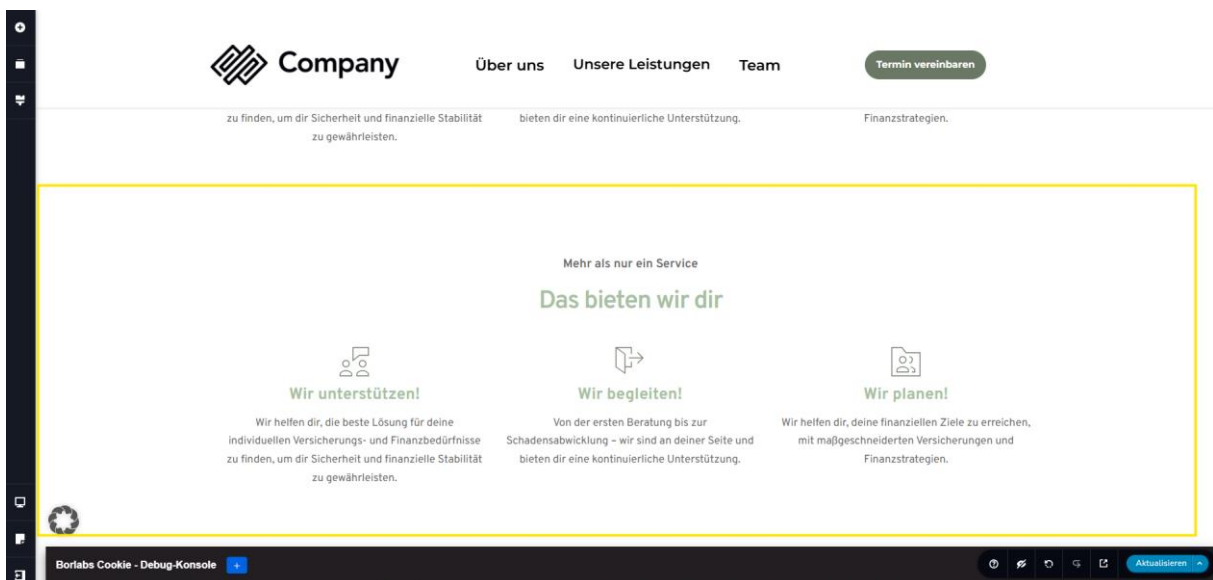 Company
Über uns Unsere Leistungen Team Termin vereinbaren
zu finden, um dir Sicherheit und finanzielle Stabilität
zu gewährleisten.
bieten dir eine kontinuierliche Unterstützung.
Finanzstrategien.
Mehr als nur ein Service
Das bieten wir dir
Wir unterstützen!
Wir helfen dir, die beste Lösung für deine
individuellen Versicherungs- und Finanzbedürfnisse
zu finden, um dir Sicherheit und finanzielle Stabilität
zu gewährleisten.
Wir begleiten!
Von der ersten Beratung bis zur
Schadensabwicklung – wir sind an deiner Seite und
bieten dir eine kontinuierliche Unterstützung.
Wir planen!
Wir helfen dir, deine finanziellen Ziele zu erreichen,
mit maßgeschneiderten Versicherungen und
Finanzstrategien.
Borlabs Cookie - Debug-Konsole +
Aktualisieren